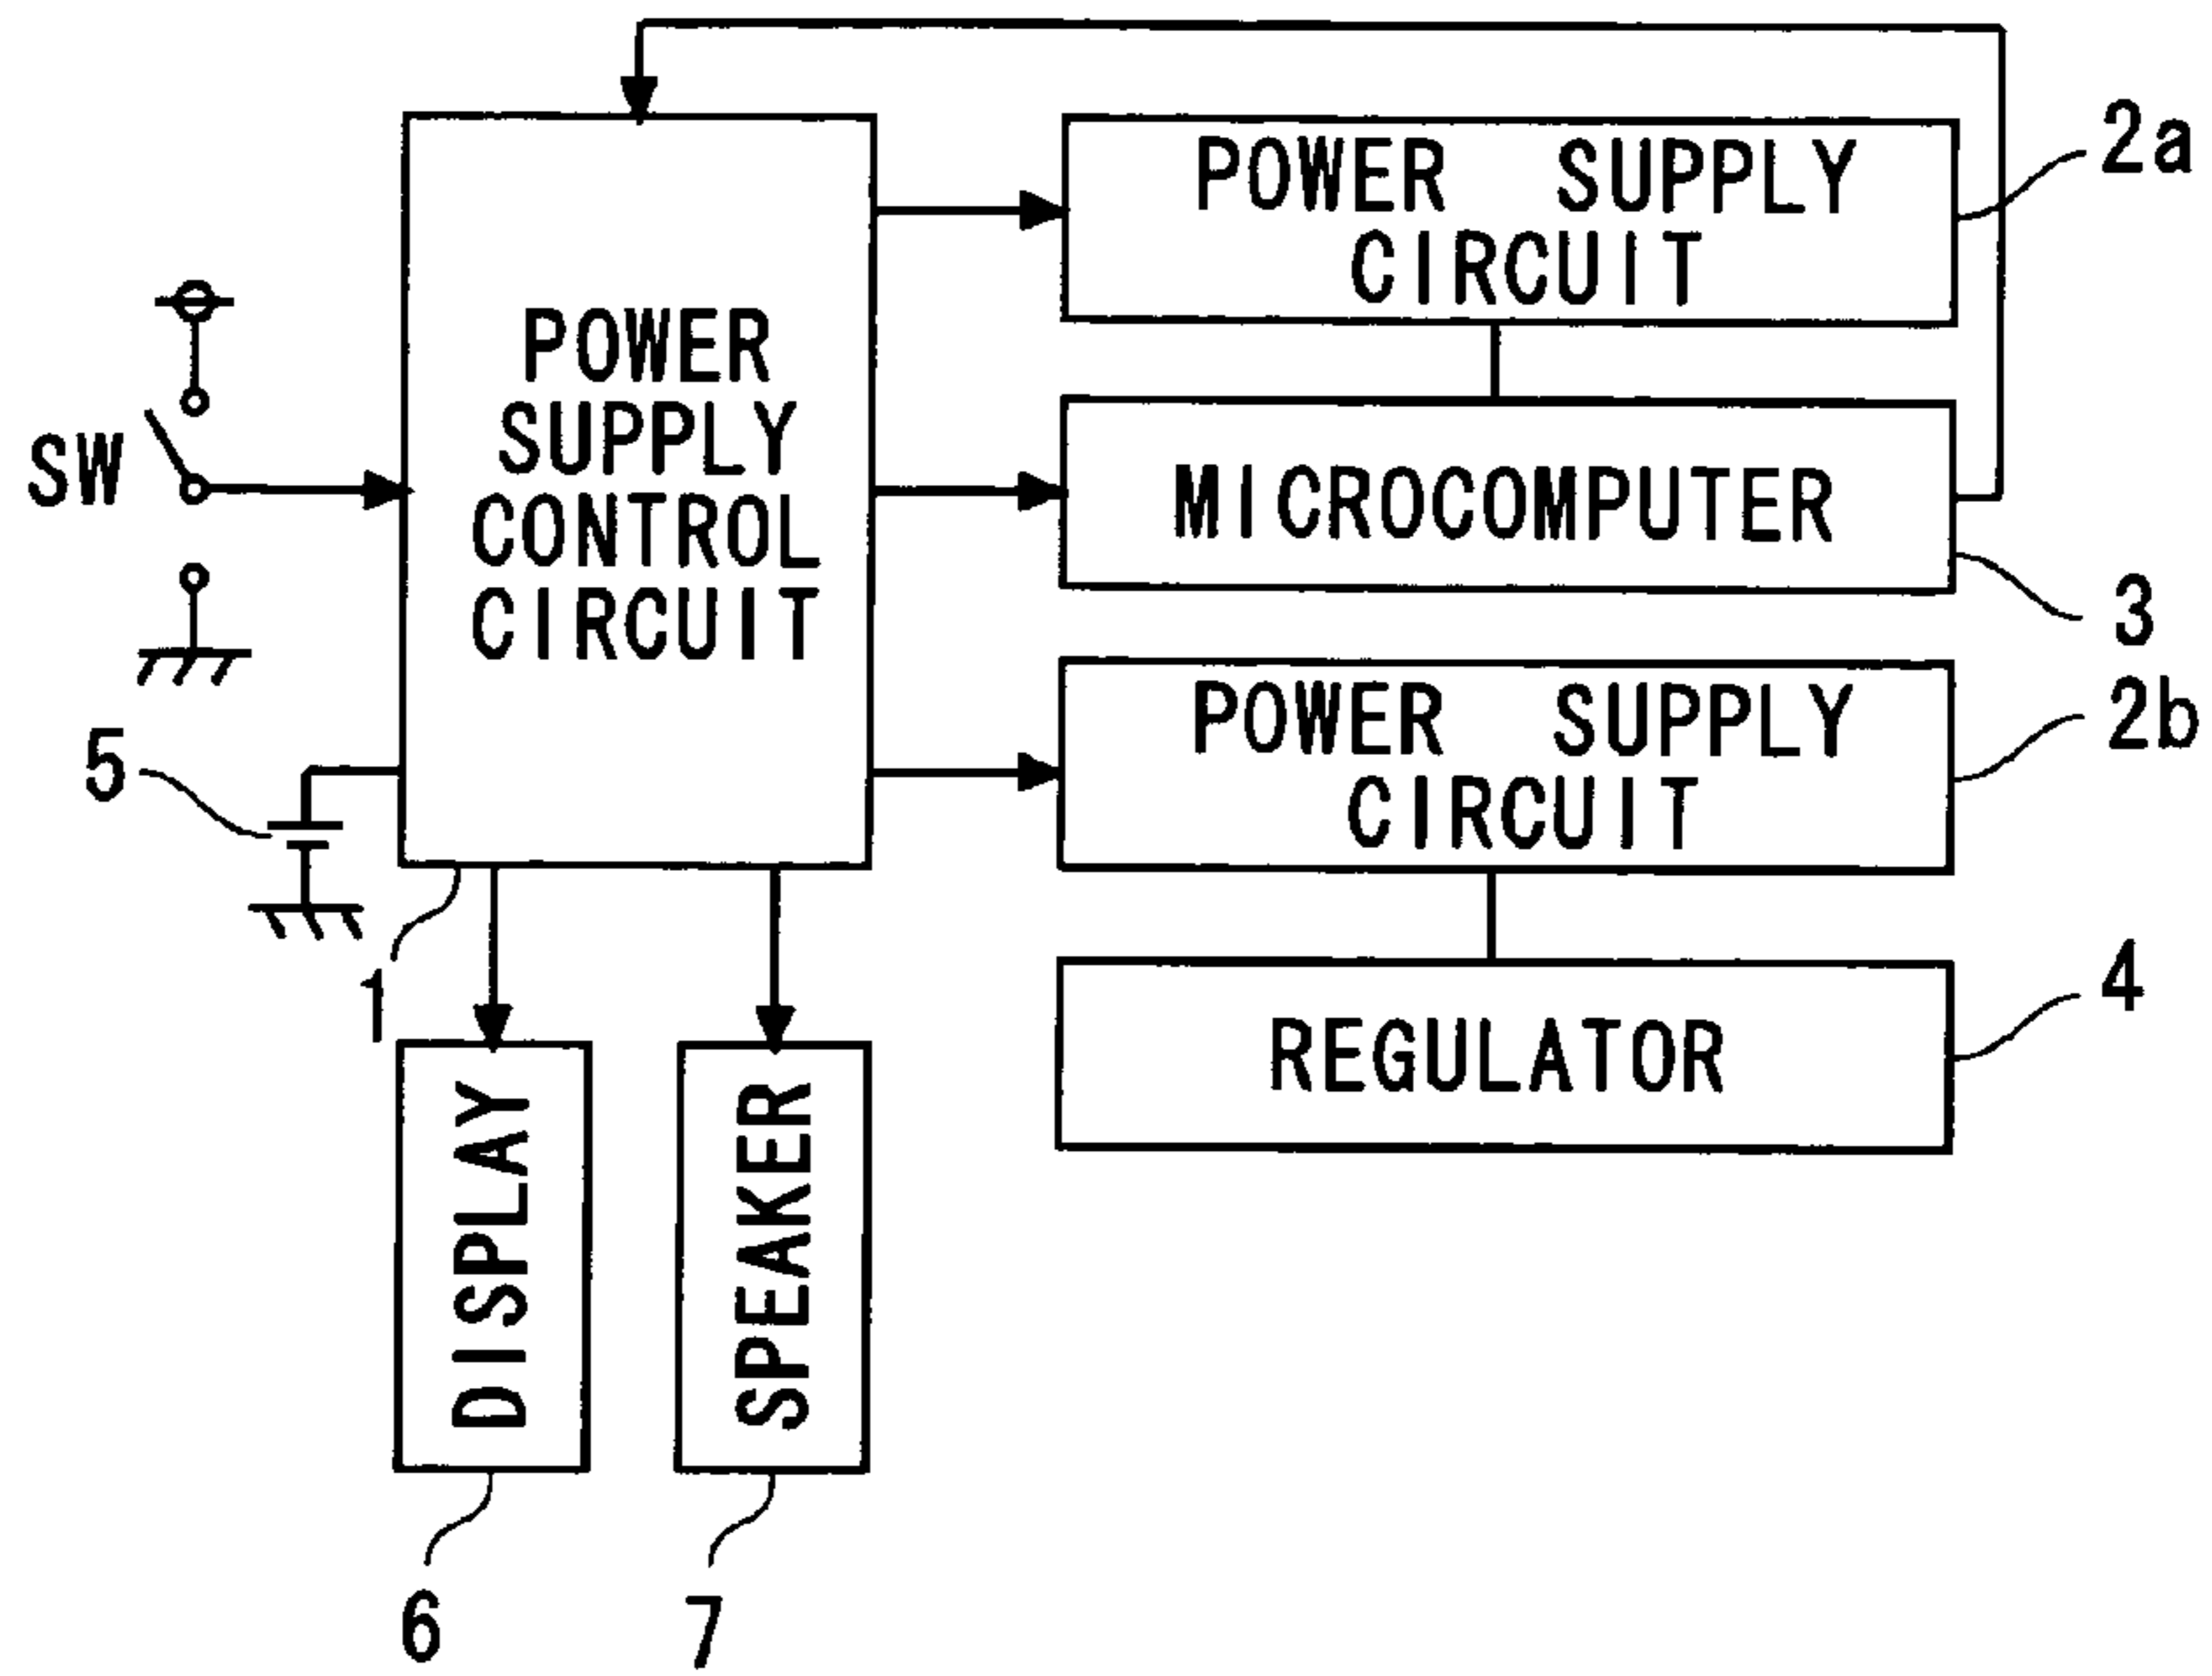 2a
POWER SUPPLY
CIRCUIT
POWER
SUPPLY
CONTROL
CIRCUIT
SW
MICROCOMPUTER
3
POWER SUPPLY
CIRCUIT
2b
5
1
REGULATOR
4
DISPLAY
SPEAKER
6
7